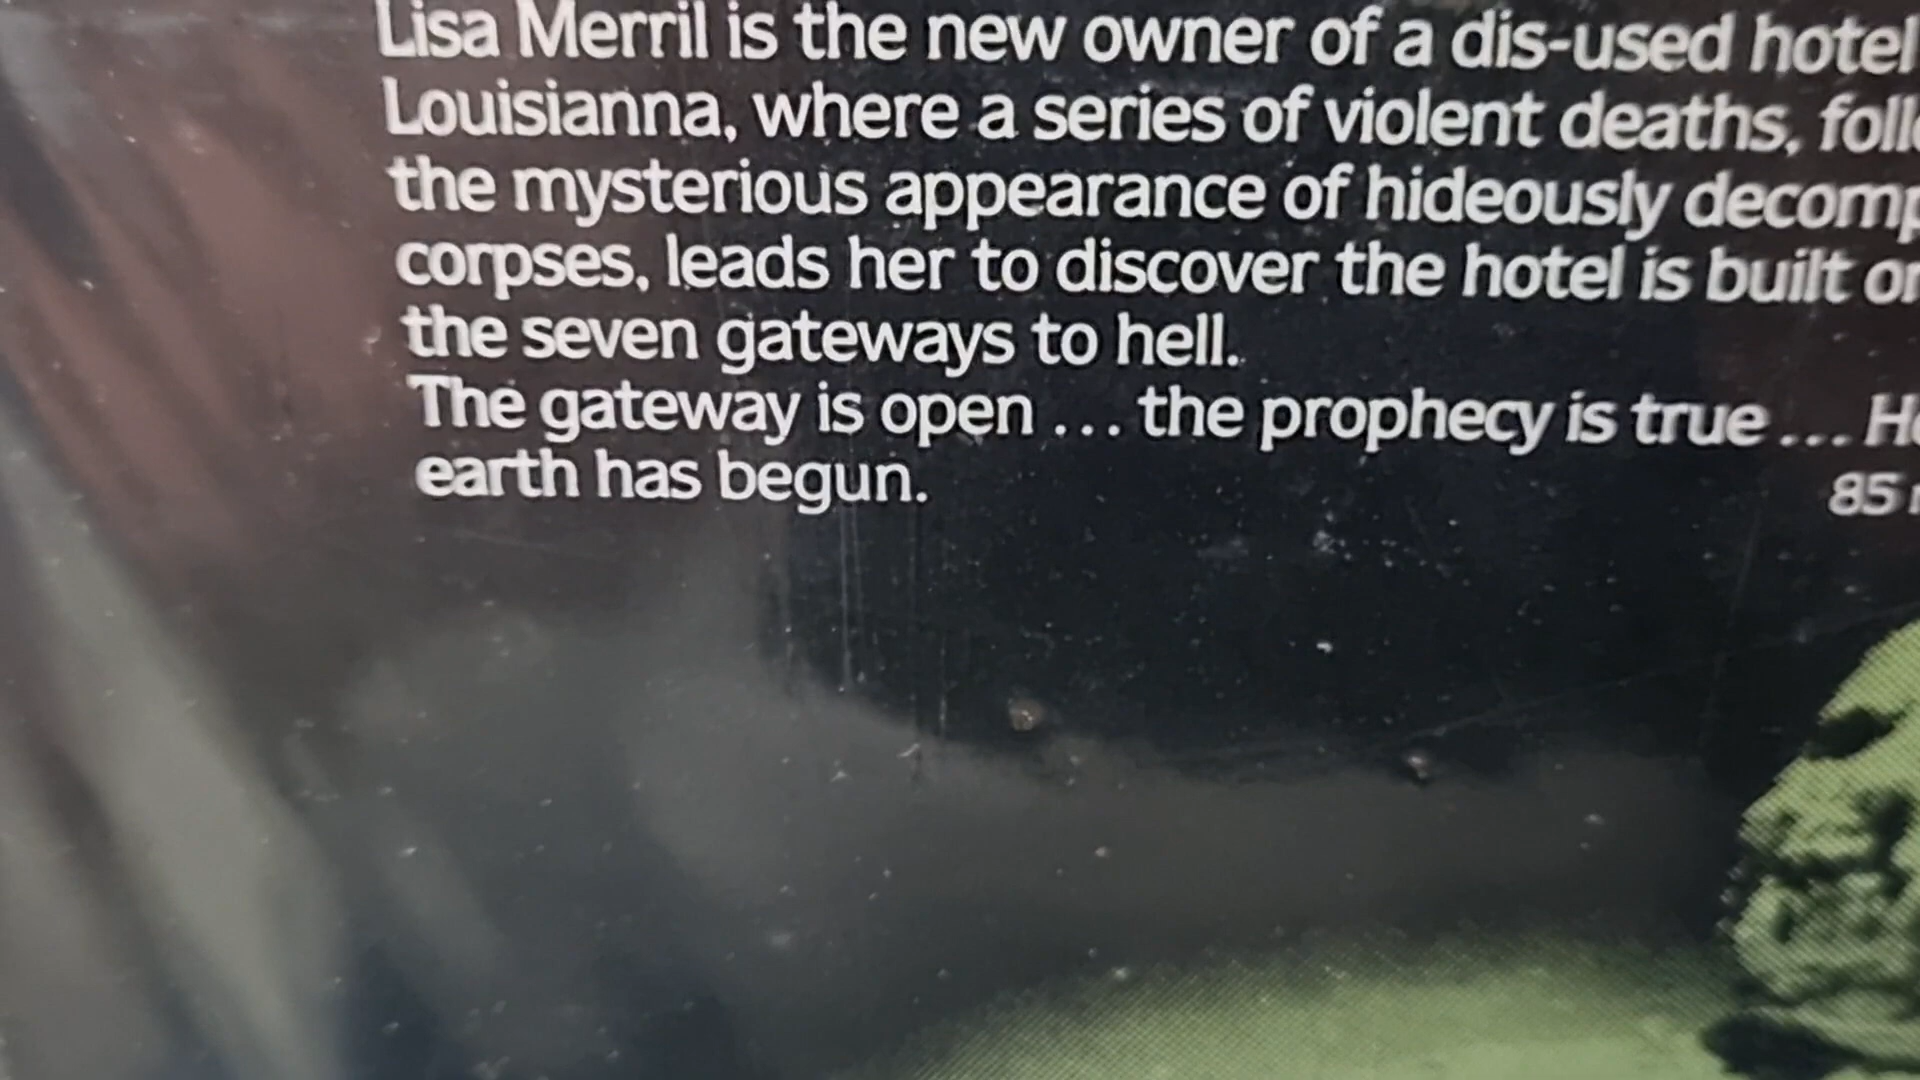 Lisa Merril is the new owner of a dis-used hotel
Louisianna, where a series of violent deaths,
the mysterious appearance of hideously
corpses, leads her to discover the hotel is built
the seven gateways to hell.
The gateway is open ... the prophecy is true ...
earth has begun.
85